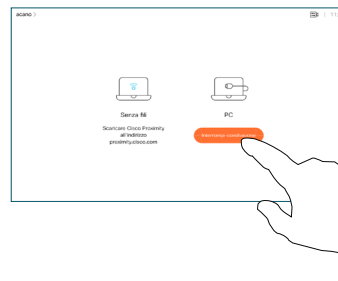 acano
Senza fili
PC
Scaricare Cisco Proximity
all'indirizzo
proximity.cisco.com